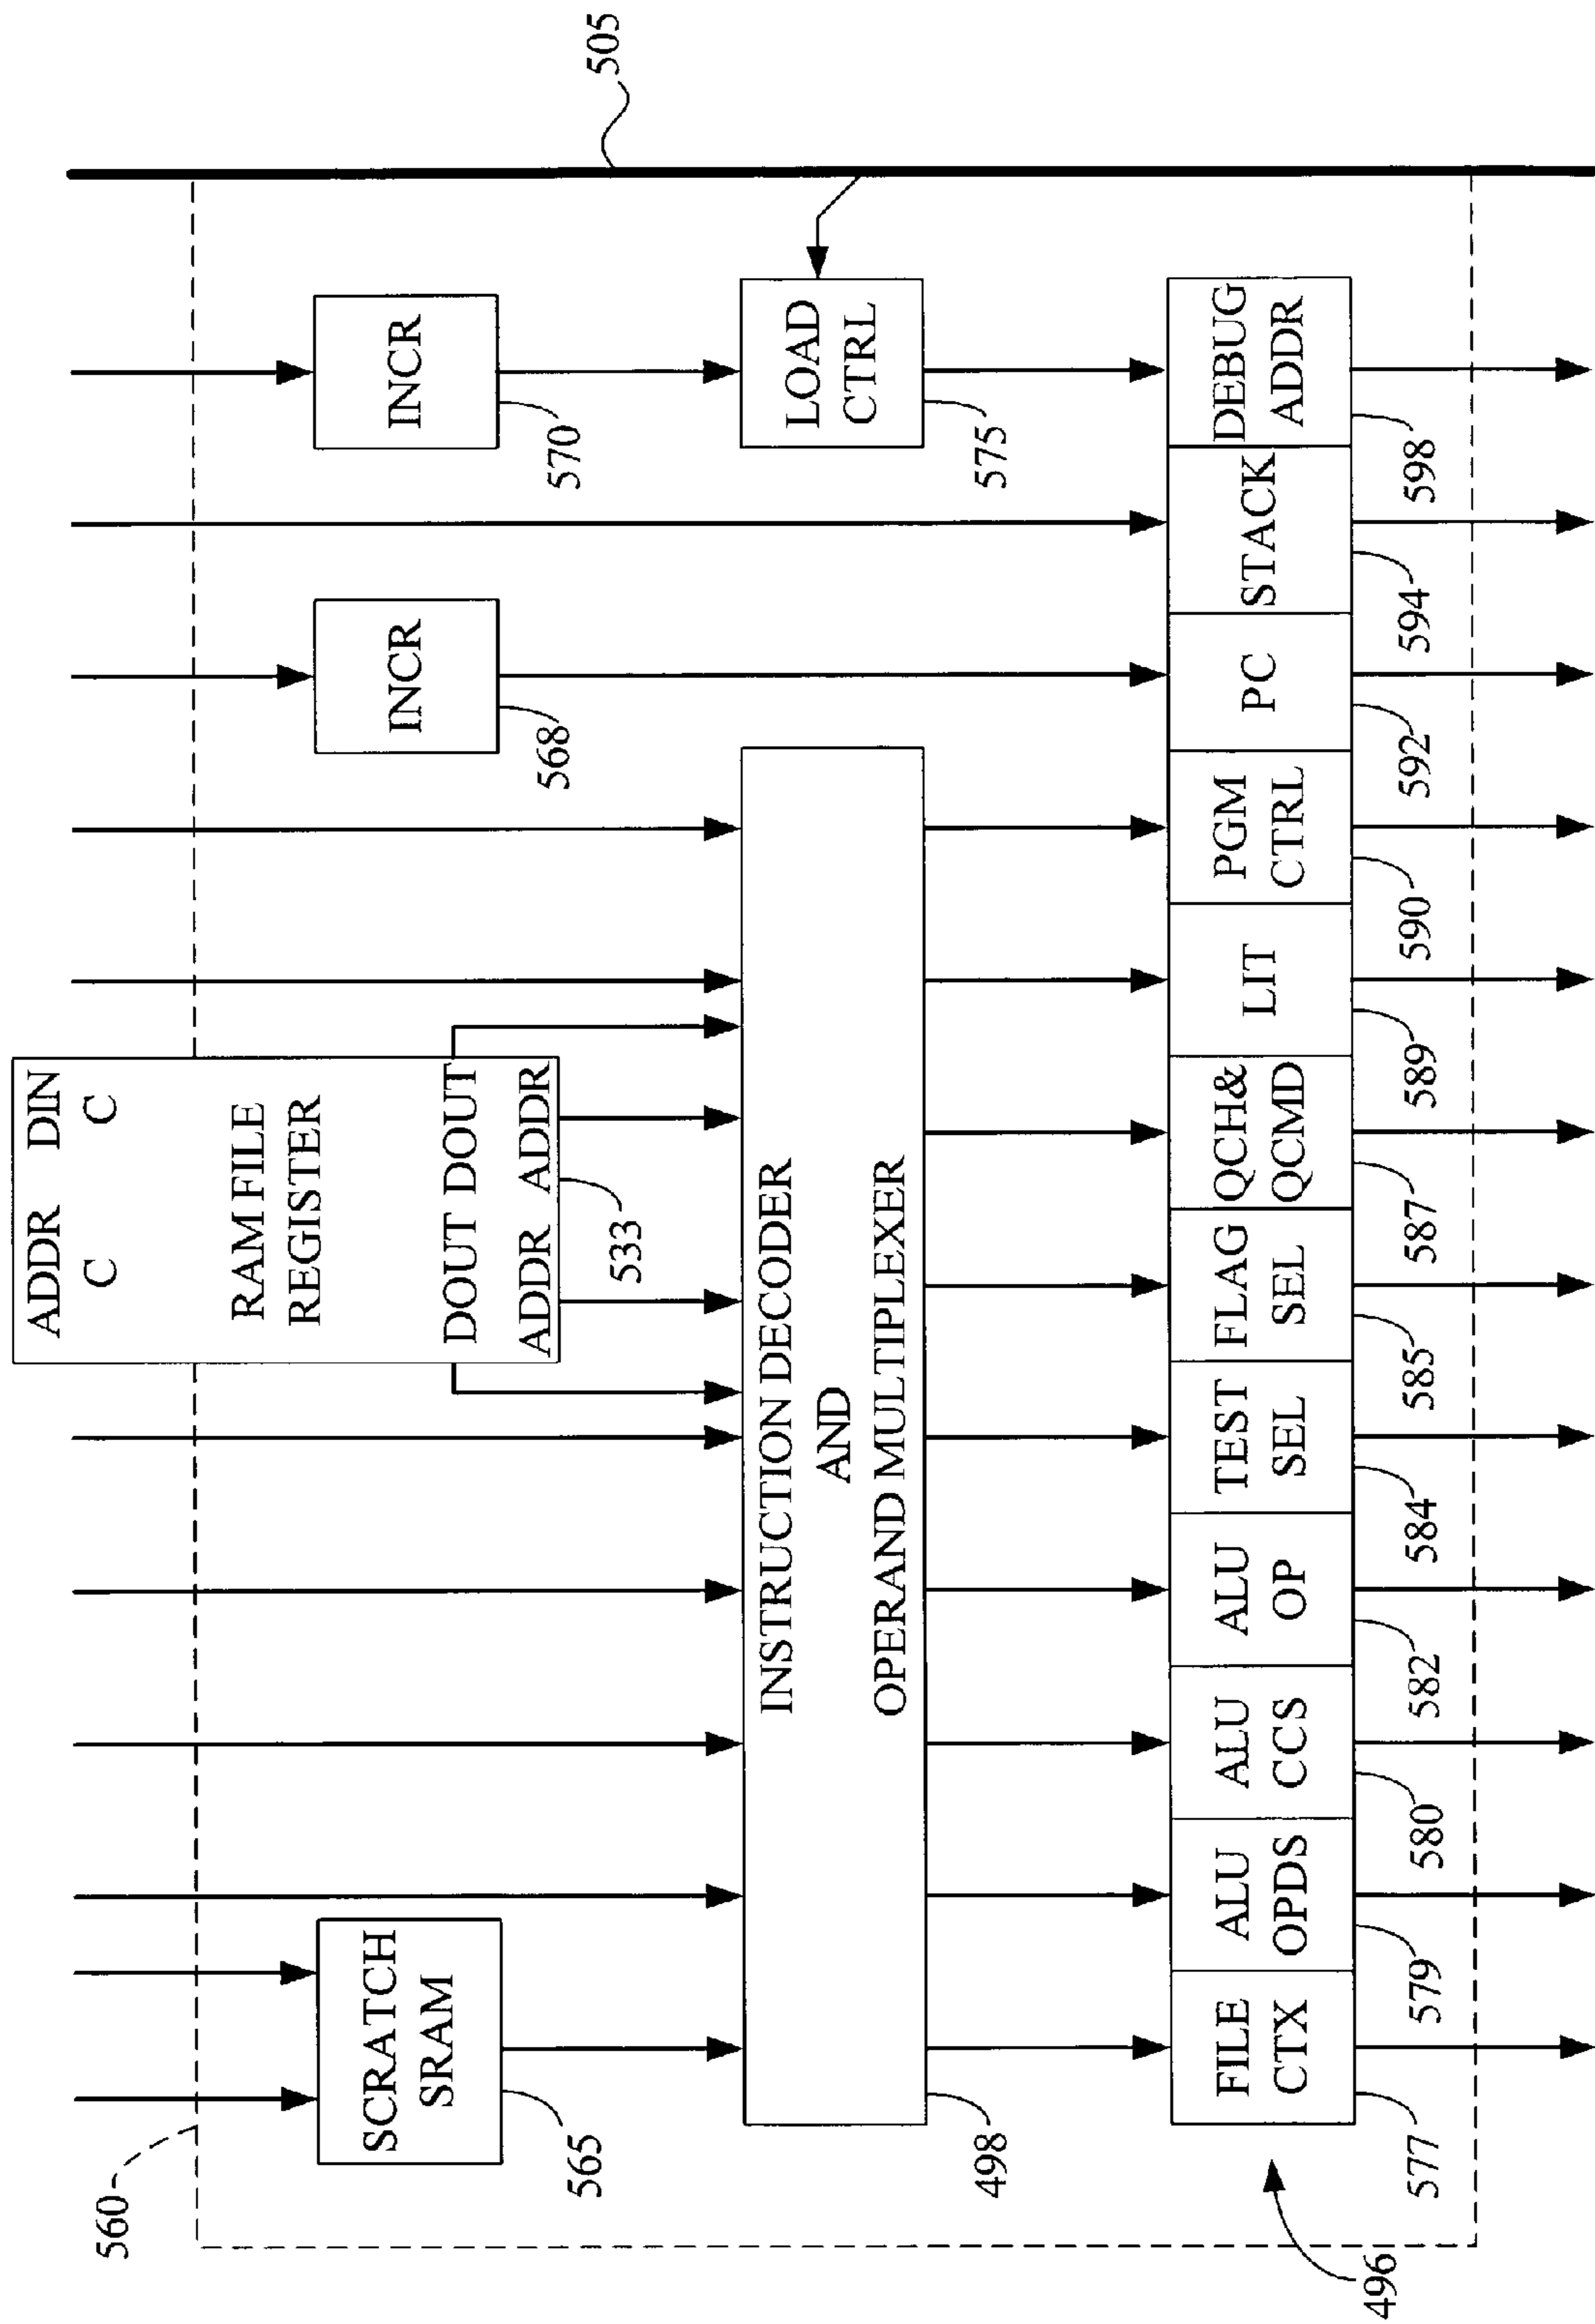 505
560
ADDR DIN
C C
RAM FILE
REGISTER
DOUT DOUT
ADDR ADDR
533
SCRATCH
SRAM
565
INCR
568
INCR
570
INSTRUCTION DECODER
AND
OPERAND MULTIPLEXER
498
LOAD
CTRL
575
496
FILE
CTX
577
ALU
OPDS
579
ALU
CCS
580
ALU
OP
582
TEST
SEL
584
FLAG
SEL
585
QCH&
QCMD
587
LIT
589
PGM
CTRL
590
PC
592
STACK
594
DEBUG
ADDR
598